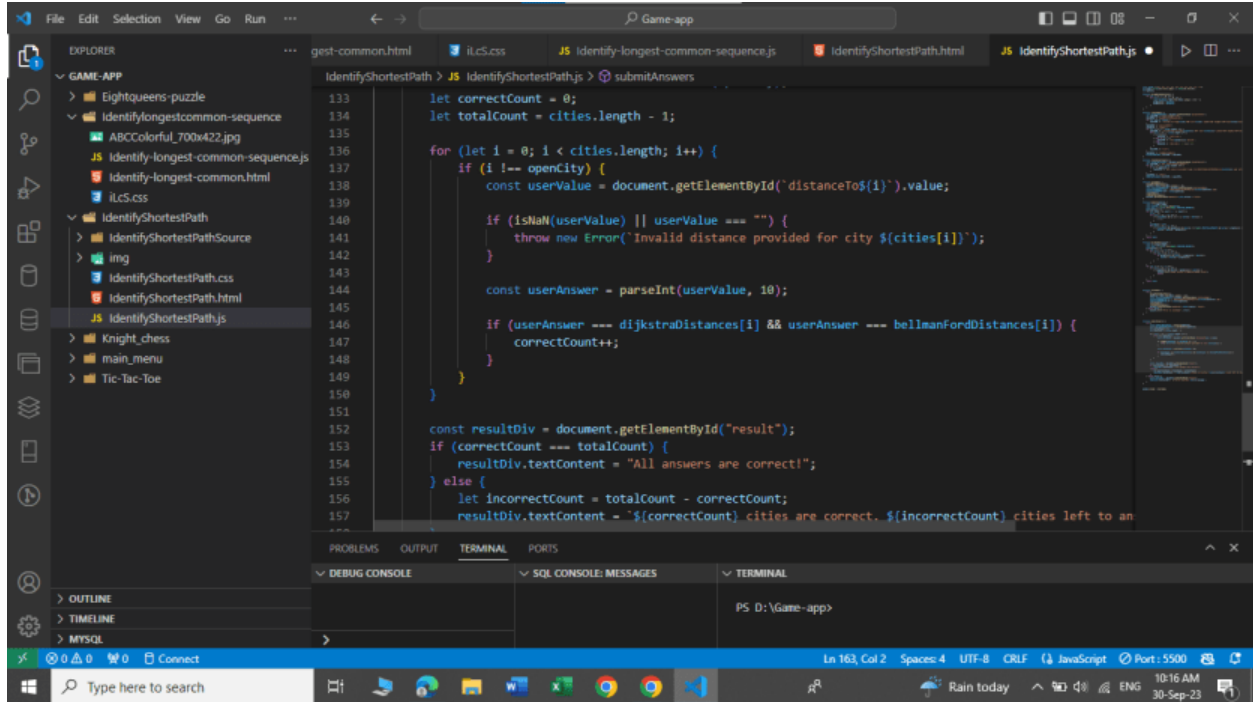 File Edit Selection View Go Run ···
Game-app
EXPLORER ···
gest-common.html iLcS.css JS Identify-longest-common-sequence.js IdentifyShortestPath.html JS IdentifyShortestPath.js ●
GAME-APP
IdentifyShortestPath > JS IdentifyShortestPath.js > submitAnswers
Eightqueens-puzzle
Identifylongestcommon-sequence
ABCColorful_700x422.jpg
JS Identify-longest-common-sequence.js
Identify-longest-common.html
iLcS.css
IdentifyShortestPath
IdentifyShortestPathSource
img
IdentifyShortestPath.css
IdentifyShortestPath.html
JS IdentifyShortestPath.js
Knight_chess
main_menu
Tic-Tac-Toe
OUTLINE
TIMELINE
MYSQL
133 let correctCount = 0;
134 let totalCount = cities.length - 1;
135
136 for (let i = 0; i < cities.length; i++) {
137 if (i !== openCity) {
138 const userValue = document.getElementById(`distanceTo${i}`).value;
139
140 if (isNaN(userValue) || userValue === "") {
141 throw new Error(`Invalid distance provided for city ${cities[i]}`);
142 }
143
144 const userAnswer = parseInt(userValue, 10);
145
146 if (userAnswer === dijkstraDistances[i] && userAnswer === bellmanFordDistances[i]) {
147 correctCount++;
148 }
149 }
150 }
151
152 const resultDiv = document.getElementById("result");
153 if (correctCount === totalCount) {
154 resultDiv.textContent = "All answers are correct!";
155 } else {
156 let incorrectCount = totalCount - correctCount;
157 resultDiv.textContent = `${correctCount} cities are correct. ${incorrectCount} cities left to an
PROBLEMS OUTPUT TERMINAL PORTS
DEBUG CONSOLE SQL CONSOLE: MESSAGES TERMINAL
PS D:\Game-app>
>
0 0 0 Connect Ln 163, Col 2 Spaces: 4 UTF-8 CRLF JavaScript Port : 5500
Type here to search Rain today ENG 10:16 AM
30-Sep-23